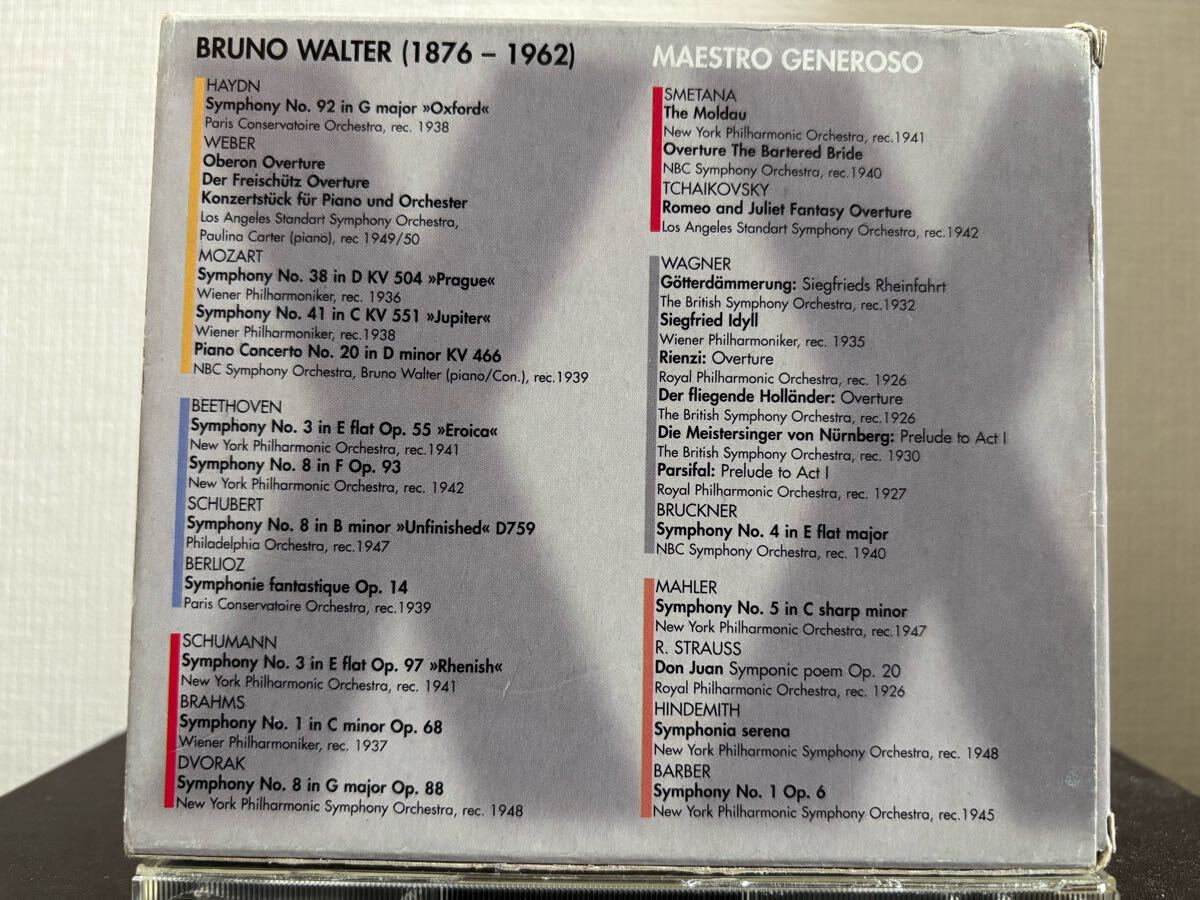 BRUNO WALTER (1876 – 1962)
HAYDN
Symphony No. 92 in G major »Oxford«
Paris Conservatoire Orchestra, rec. 1938
WEBER
Oberon Overture
Der Freischütz Overture
Konzertstück für Piano und Orchester
Los Angeles Standart Symphony Orchestra,
Paulina Carter (piano), rec 1949/50
MOZART
Symphony No. 38 in D KV 504 »Prague«
Wiener Philharmoniker, rec. 1936
Symphony No. 41 in C KV 551 »Jupiter«
Wiener Philharmoniker, rec.1938
Piano Concerto No. 20 in D minor KV 466
NBC Symphony Orchestra, Bruno Walter (piano/Con.), rec.1939
BEETHOVEN
Symphony No. 3 in E flat Op. 55 »Eroica«
New York Philharmonic Orchestra, rec.1941
Symphony No. 8 in F Op. 93
New York Philharmonic Orchestra, rec. 1942
SCHUBERT
Symphony No. 8 in B minor »Unfinished« D759
Philadelphia Orchestra, rec.1947
BERLIOZ
Symphonie fantastique Op. 14
Paris Conservatoire Orchestra, rec.1939
SCHUMANN
Symphony No. 3 in E flat Op. 97 »Rhenish«
New York Philharmonic Orchestra, rec. 1941
BRAHMS
Symphony No. 1 in C minor Op. 68
Wiener Philharmoniker, rec. 1937
DVORAK
Symphony No. 8 in G major Op. 88
New York Philharmonic Symphony Orchestra, rec. 1948
MAESTRO GENEROSO
SMETANA
The Moldau
New York Philharmonic Orchestra, rec.1941
Overture The Bartered Bride
NBC Symphony Orchestra, rec.1940
TCHAIKOVSKY
Romeo and Juliet Fantasy Overture
Los Angeles Standart Symphony Orchestra, rec.1942
WAGNER
Götterdämmerung: Siegfrieds Rheinfahrt
The British Symphony Orchestra, rec.1932
Siegfried Idyll
Wiener Philharmoniker, rec. 1935
Rienzi: Overture
Royal Philharmonic Orchestra, rec. 1926
Der fliegende Holländer: Overture
The British Symphony Orchestra, rec.1926
Die Meistersinger von Nürnberg: Prelude to Act I
The British Symphony Orchestra, rec. 1930
Parsifal: Prelude to Act I
Royal Philharmonic Orchestra, rec. 1927
BRUCKNER
Symphony No. 4 in E flat major
NBC Symphony Orchestra, rec. 1940
MAHLER
Symphony No. 5 in C sharp minor
New York Philharmonic Orchestra, rec.1947
R. STRAUSS
Don Juan Symponic poem Op. 20
Royal Philharmonic Orchestra, rec. 1926
HINDEMITH
Symphonia serena
New York Philharmonic Symphony Orchestra, rec. 1948
BARBER
Symphony No. 1 Op. 6
New York Philharmonic Symphony Orchestra, rec.1945